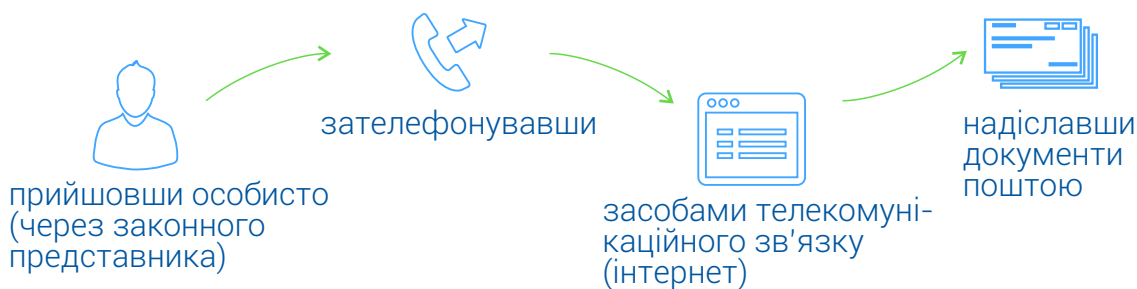 прийшовши особисто
(через законного
представника)
зателефонувавши
засобами телекомуні-
каційного зв'язку
(інтернет)
надіславши
документи
поштою